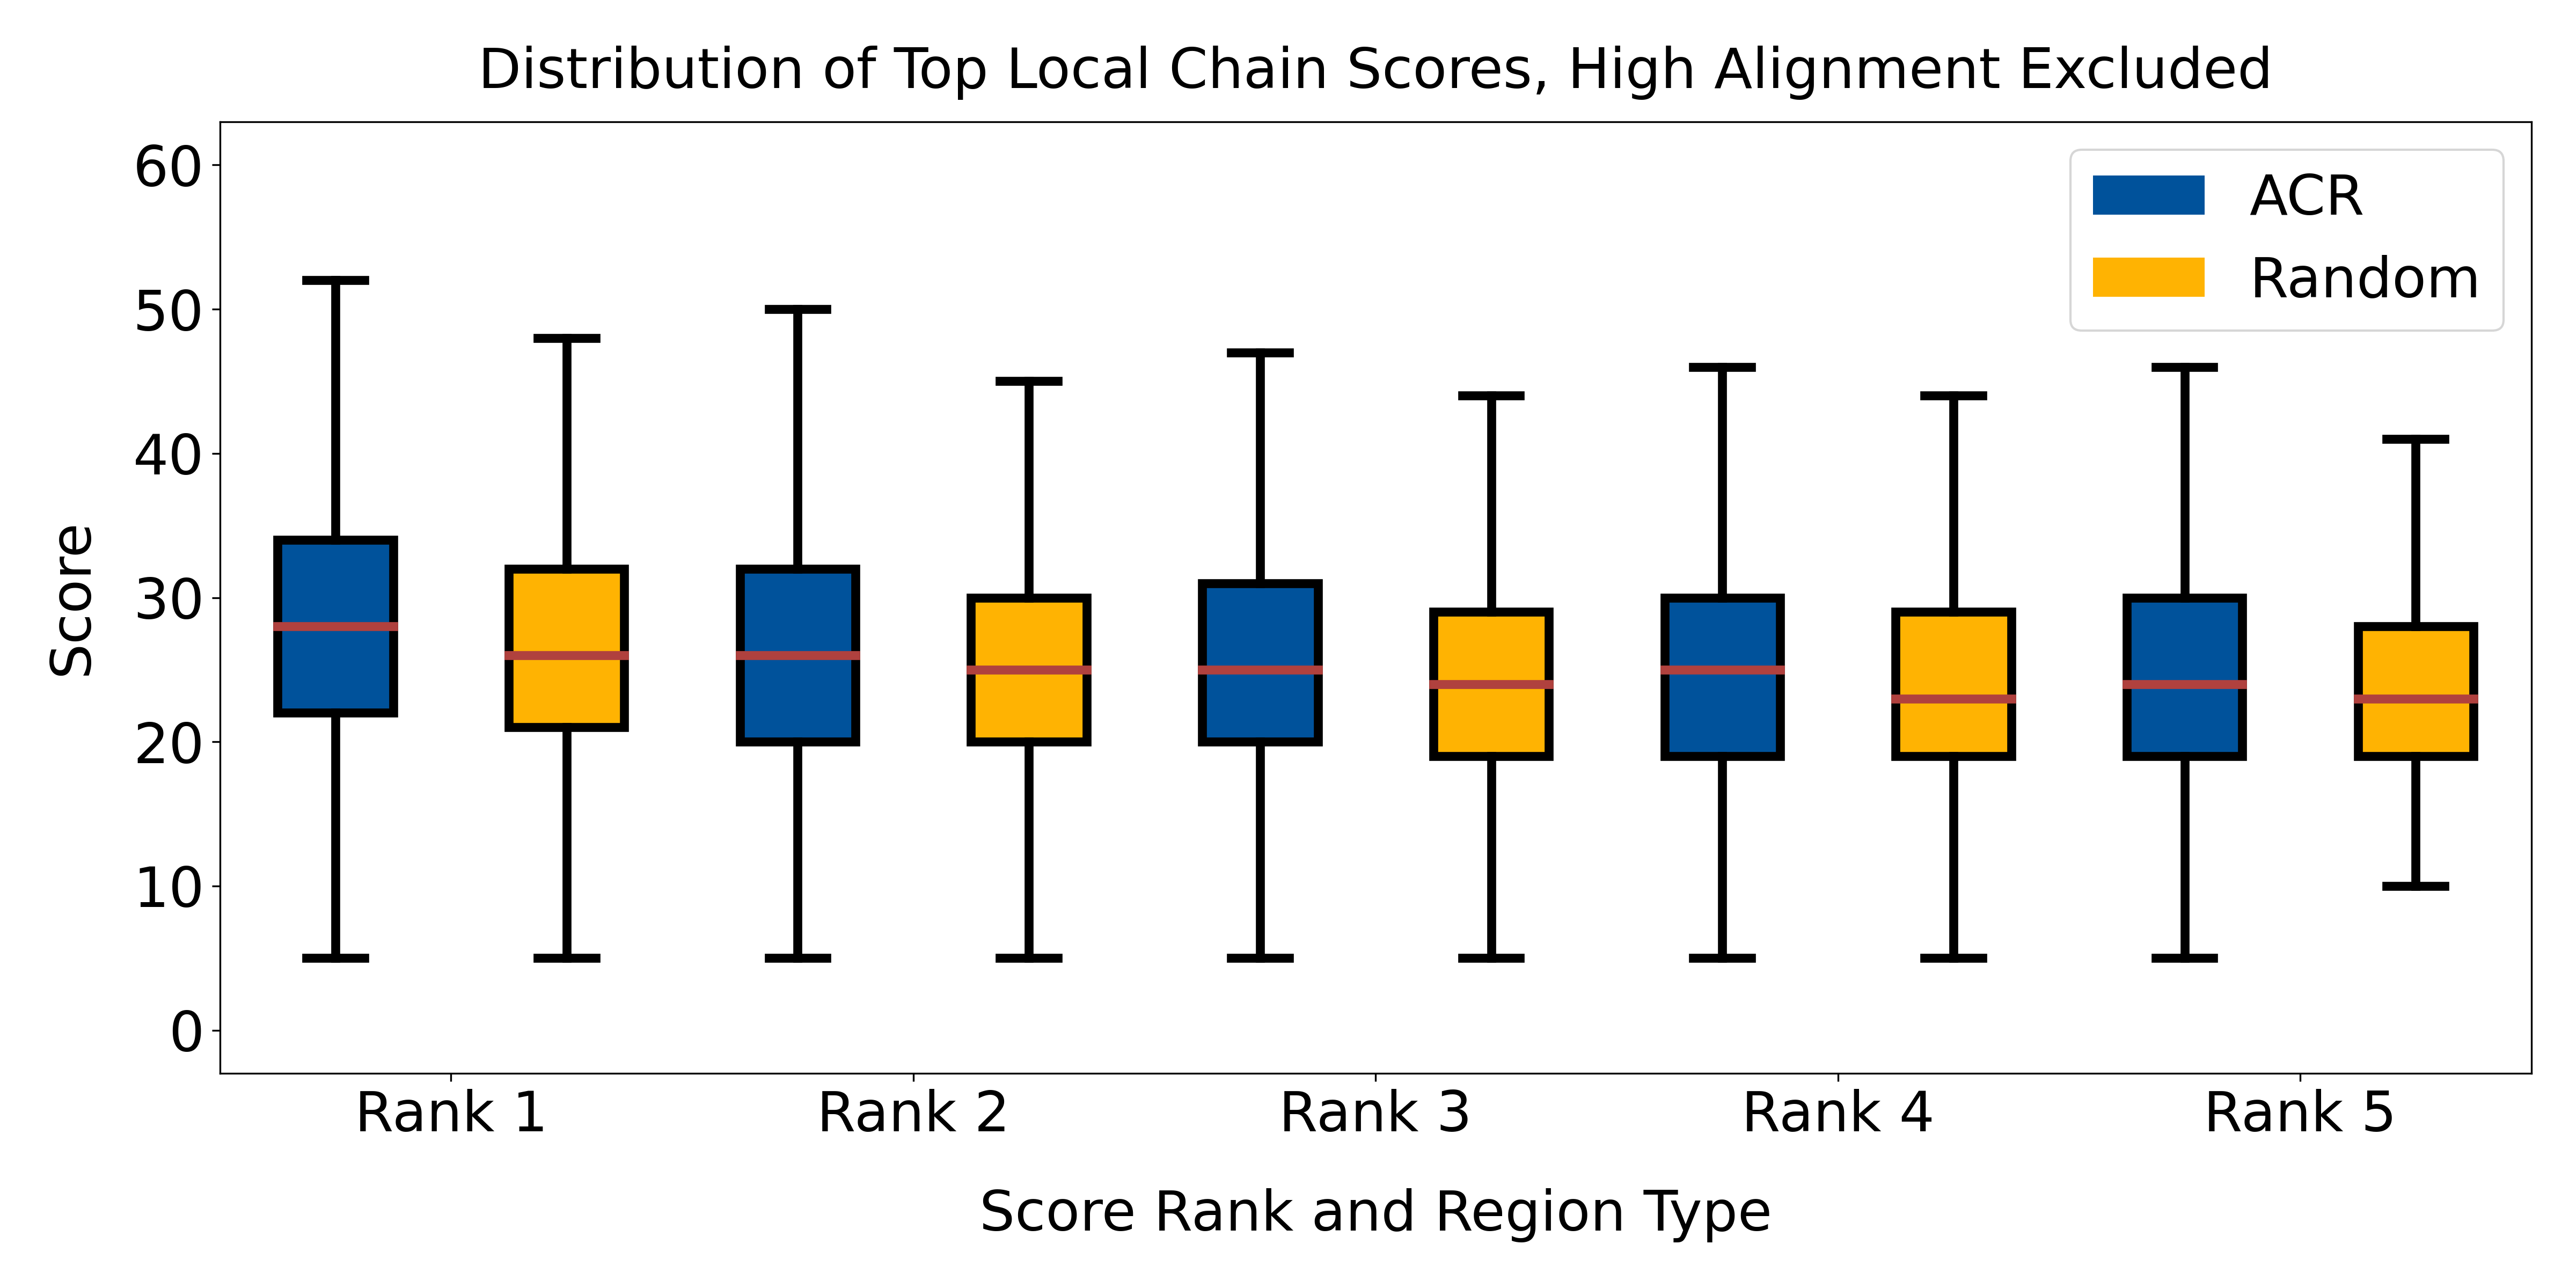 Distribution of Top Local Chain Scores, High Alignment Excluded
ACR
Random
Score
60
50
40
30
20
10
0
Rank 1
Rank 2
Rank 3
Rank 4
Rank 5
Score Rank and Region Type